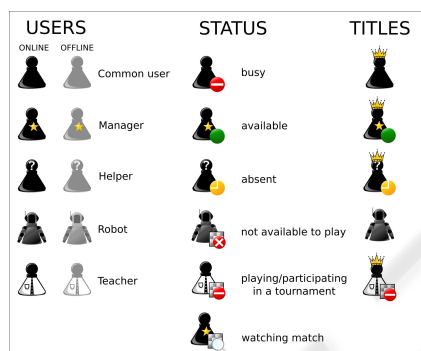 USERS
STATUS
TITLES
ONLINE OFFLINE
Common user
busy
Manager
available
?
?
Helper
?
absent
?
Robot
not available to play
Teacher
playing/participating
in a tournament
watching match